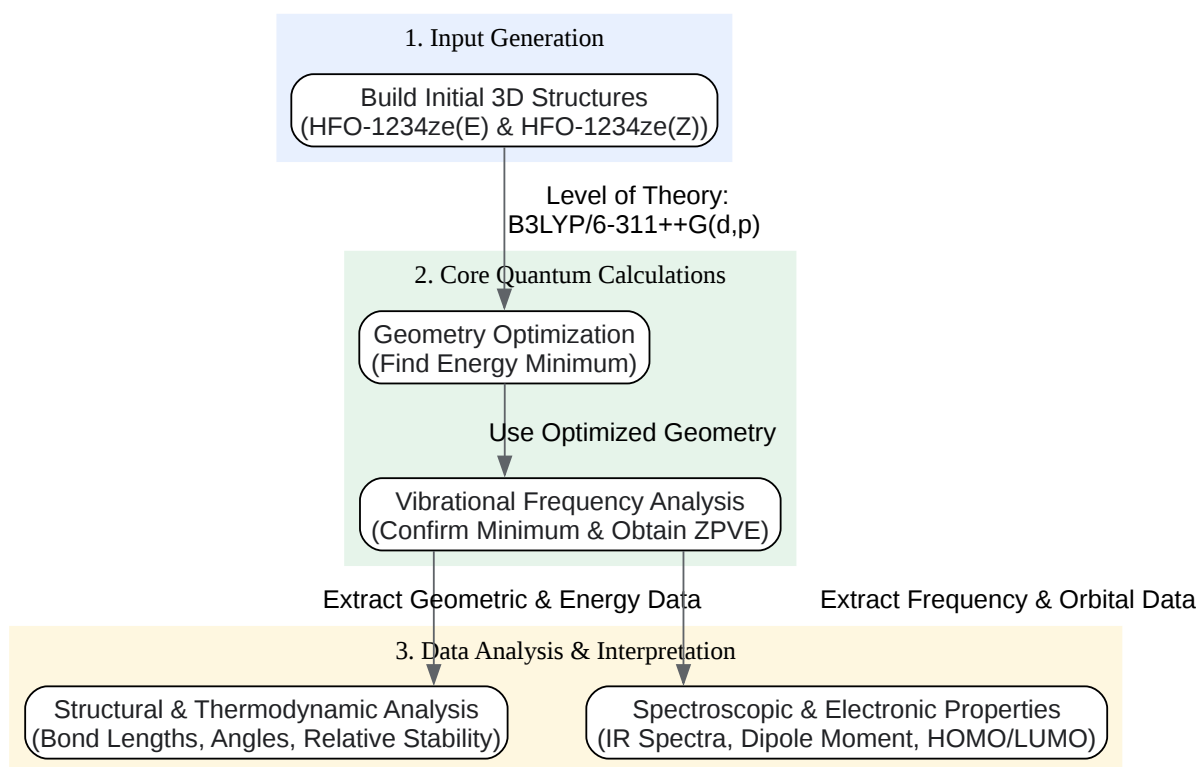 1. Input Generation
Build Initial 3D Structures
(HFO-1234ze(E) & HFO-1234ze(Z))
Level of Theory:
B3LYP/6-311++G(d,p)
2. Core Quantum Calculations
Geometry Optimization
(Find Energy Minimum)
Use Optimized Geometry
Vibrational Frequency Analysis
(Confirm Minimum & Obtain ZPVE)
Extract Geometric & Energy Data
Extract Frequency & Orbital Data
3. Data Analysis & Interpretation
Structural & Thermodynamic Analysis
(Bond Lengths, Angles, Relative Stability)
Spectroscopic & Electronic Properties
(IR Spectra, Dipole Moment, HOMO/LUMO)